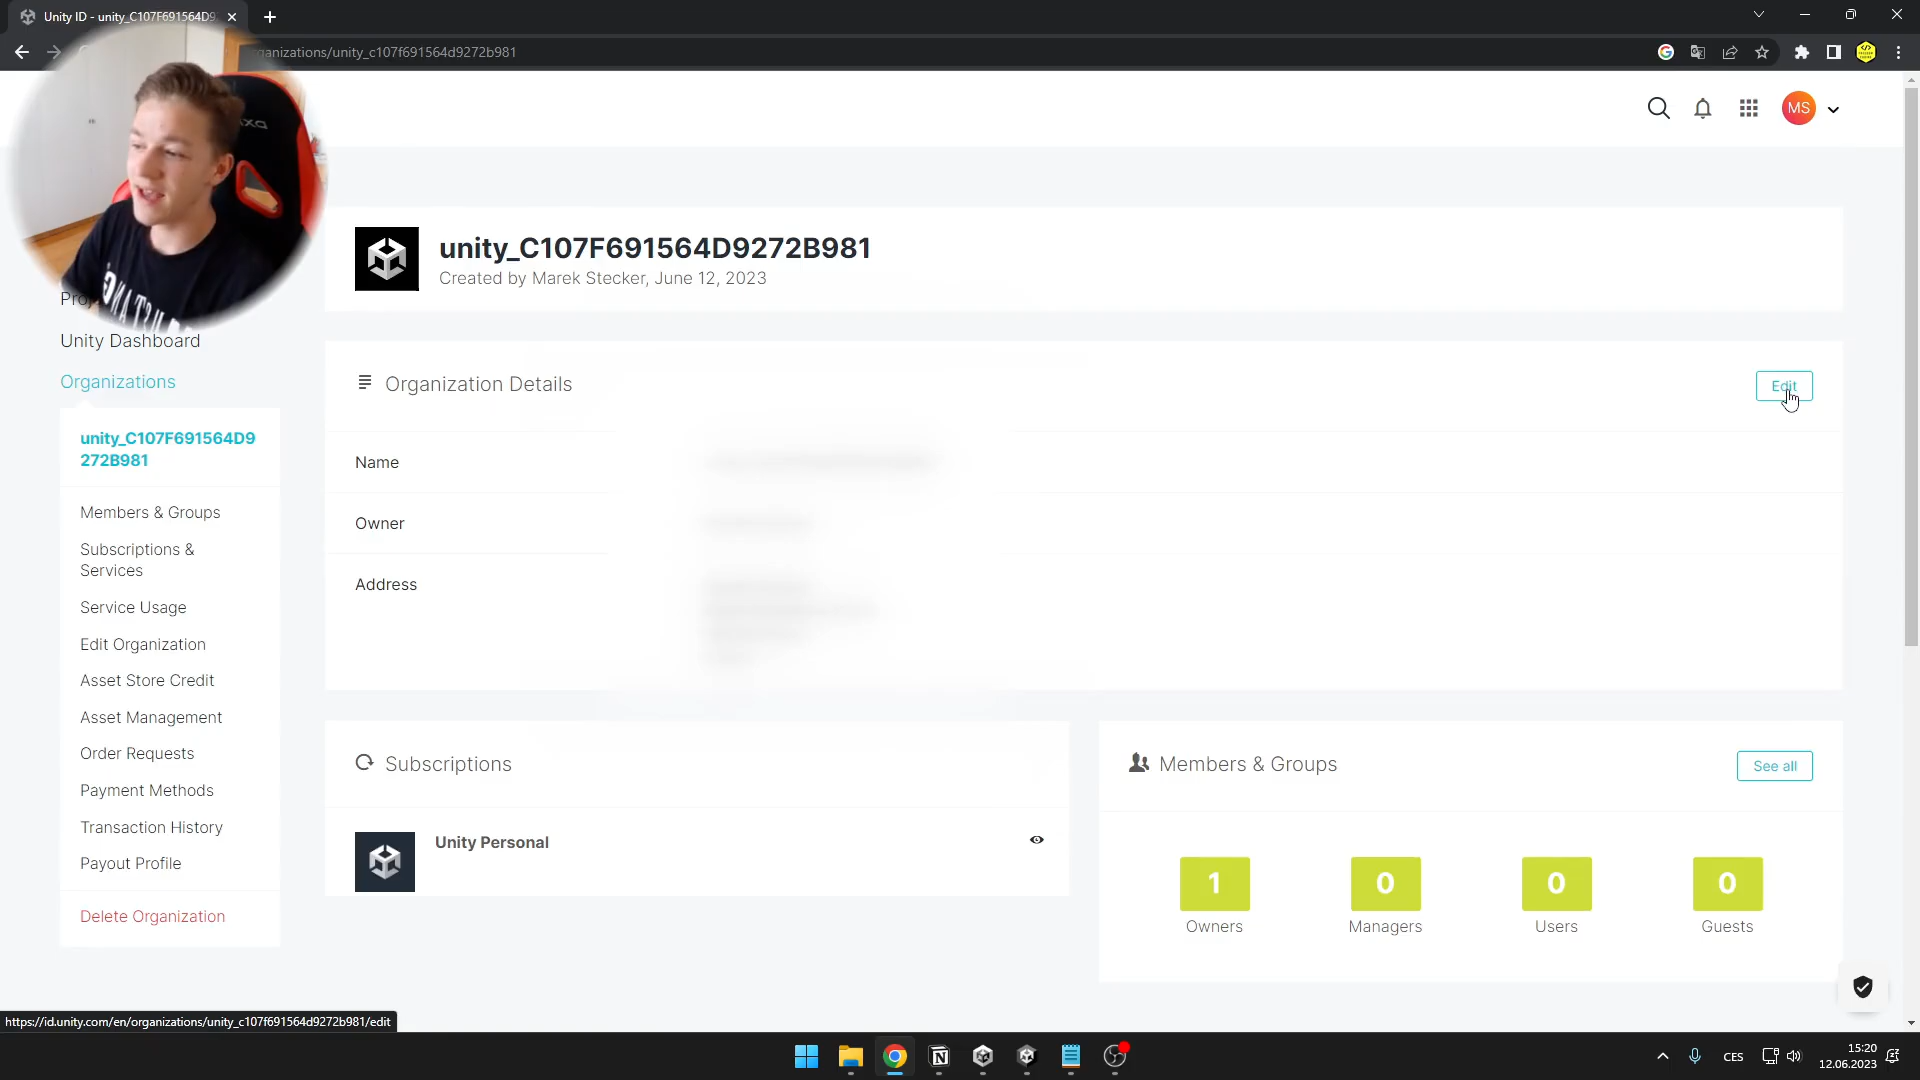 Unity ID - unity_C107F691564D9
anizations/unity_c107f691564d9272b981
MS
unity_C107F691564D9272B981
Created by Marek Stecker, June 12, 2023
Unity Dashboard
Organizations
unity_C107F691564D9
272B981
Members & Groups
Subscriptions &
Services
Service Usage
Edit Organization
Asset Store Credit
Asset Management
Order Requests
Payment Methods
Transaction History
Payout Profile
Delete Organization
Organization Details
Edit
Name
Owner
Address
Subscriptions
Unity Personal
Members & Groups
See all
1
0
0
0
Owners
Managers
Users
Guests
https://id.unity.com/en/organizations/unity_c107f691564d9272b981/edit
CES
15:20
12.06.2023